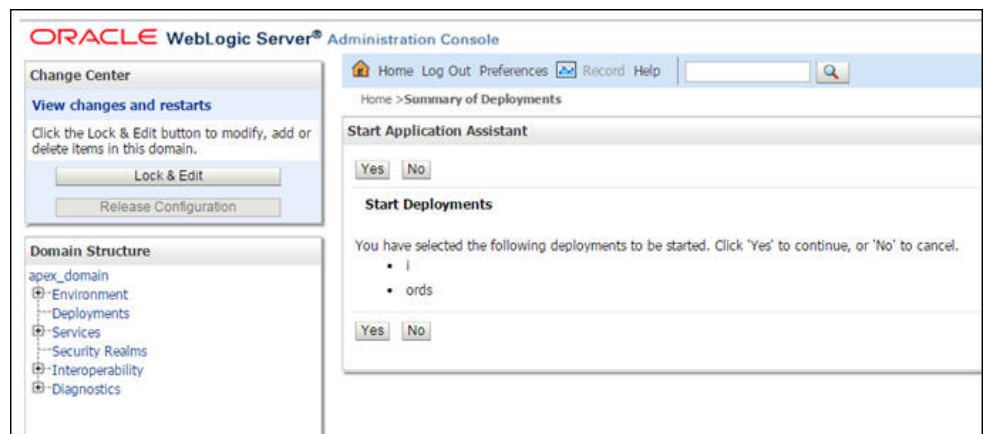 ORACLE WebLogic Server® Administration Console
Change Center
View changes and restarts
Click the Lock & Edit button to modify, add or
delete items in this domain.
Lock & Edit
Release Configuration
Domain Structure
apex_domain
Environment
Deployments
Services
Security Realms
Interoperability
Diagnostics
Home Log Out Preferences Record Help
Home >Summary of Deployments
Start Application Assistant
Yes No
Start Deployments
You have selected the following deployments to be started. Click 'Yes' to continue, or 'No' to cancel.
• i
• ords
Yes No